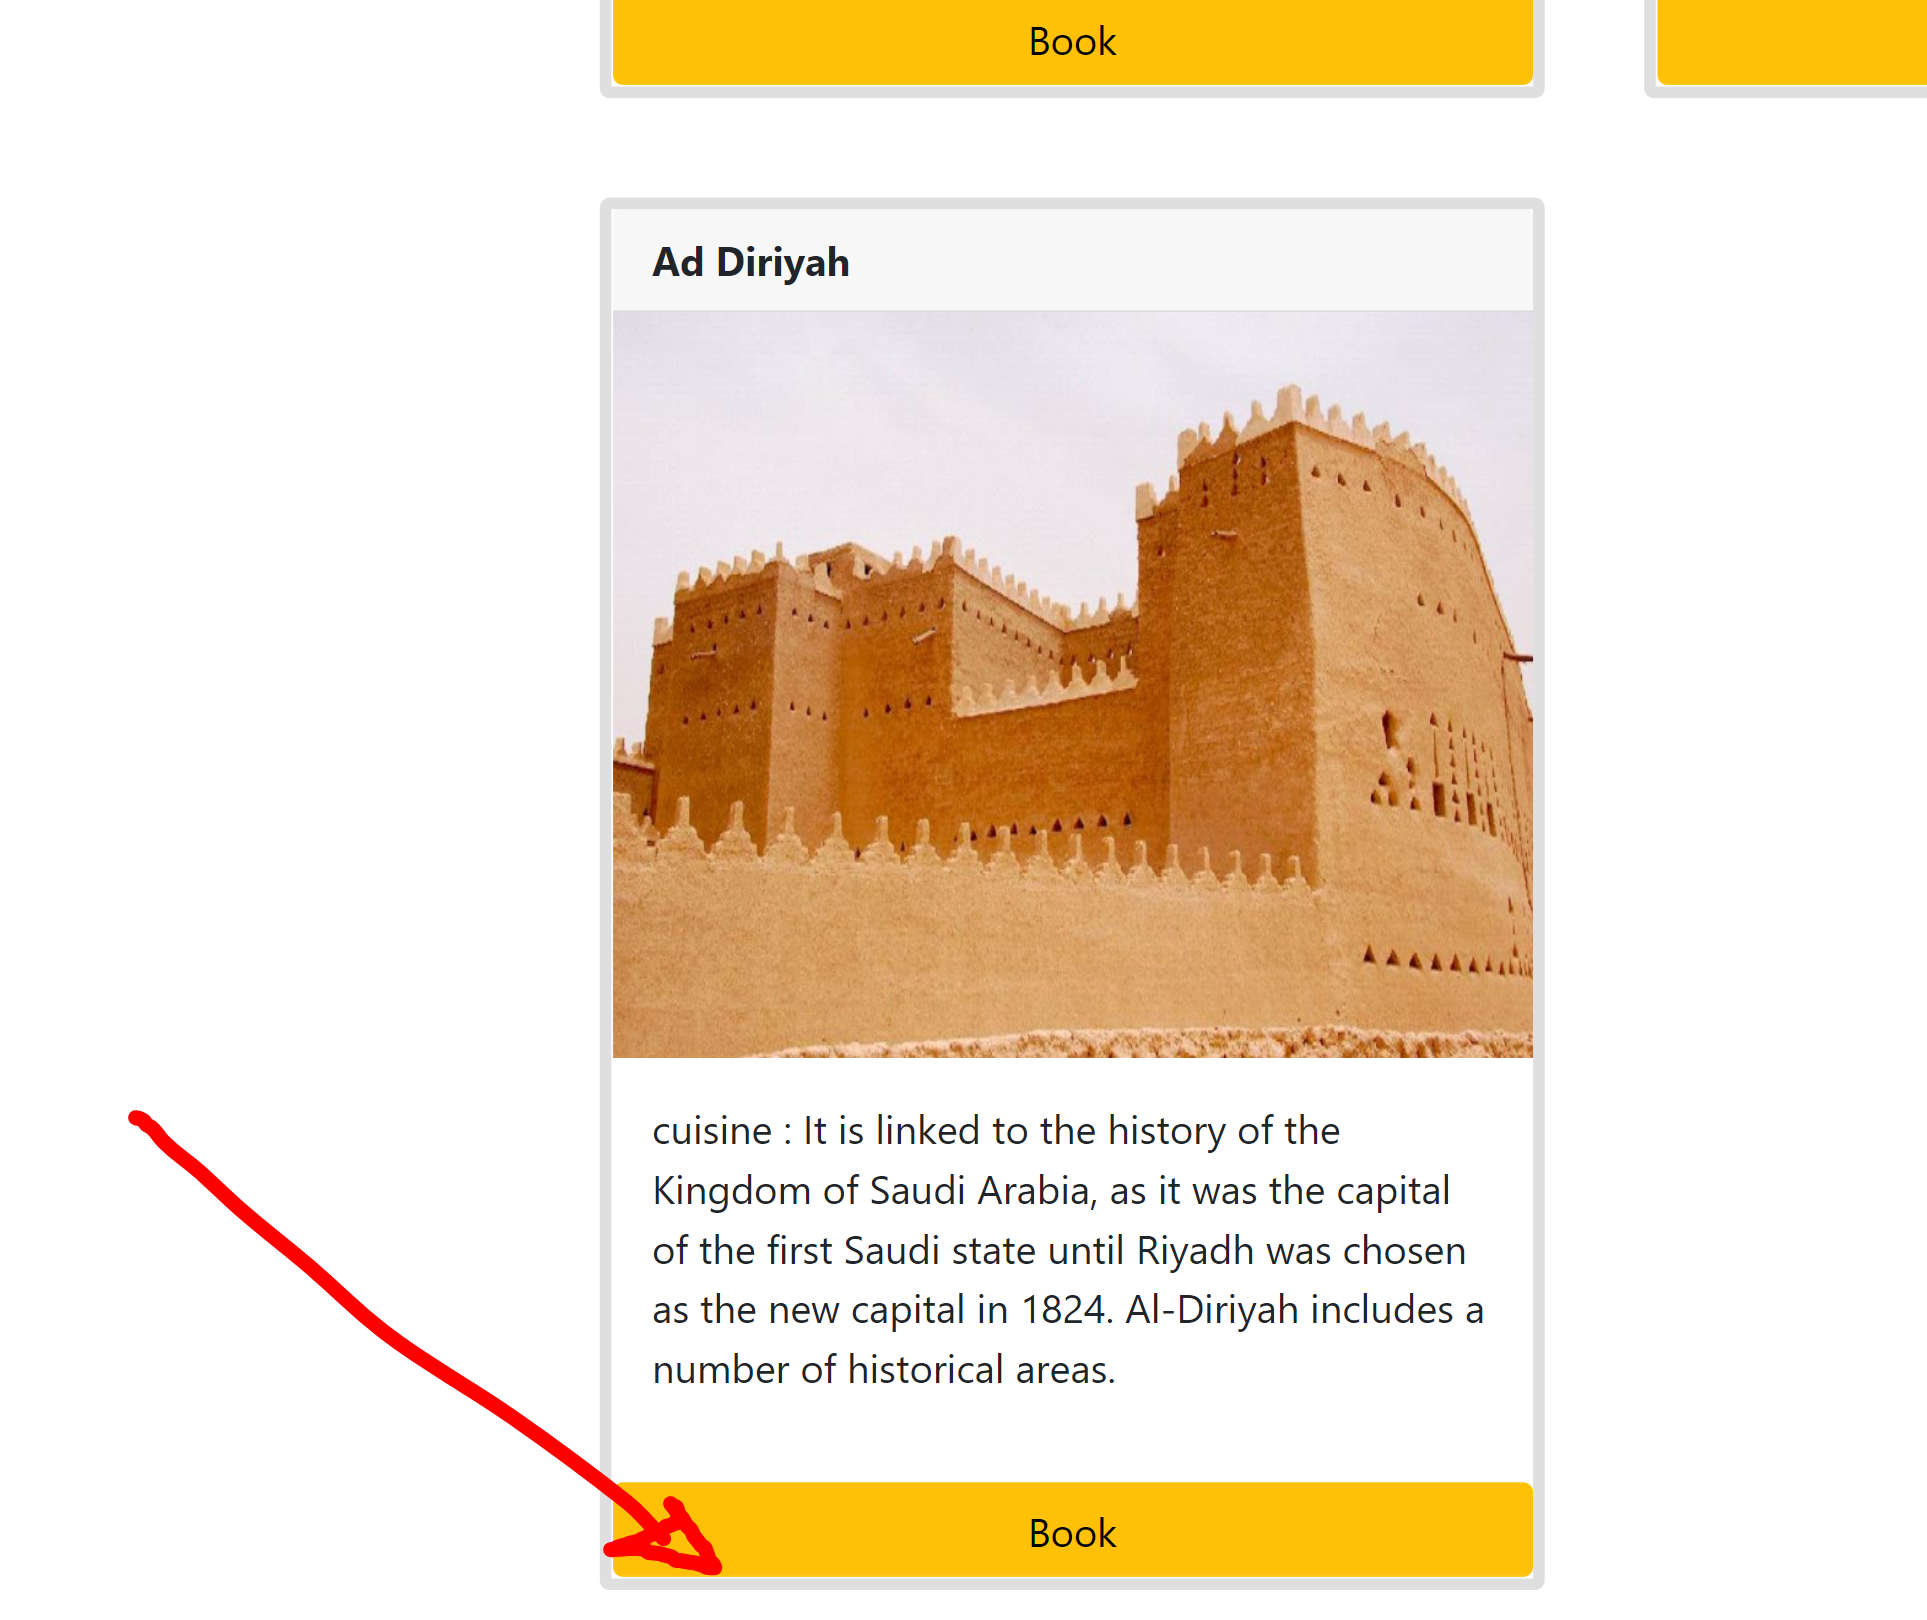 Book
Ad Diriyah
cuisine : It is linked to the history of the
Kingdom of Saudi Arabia, as it was the capital
of the first Saudi state until Riyadh was chosen
as the new capital in 1824. Al-Diriyah includes a
number of historical areas.
Book